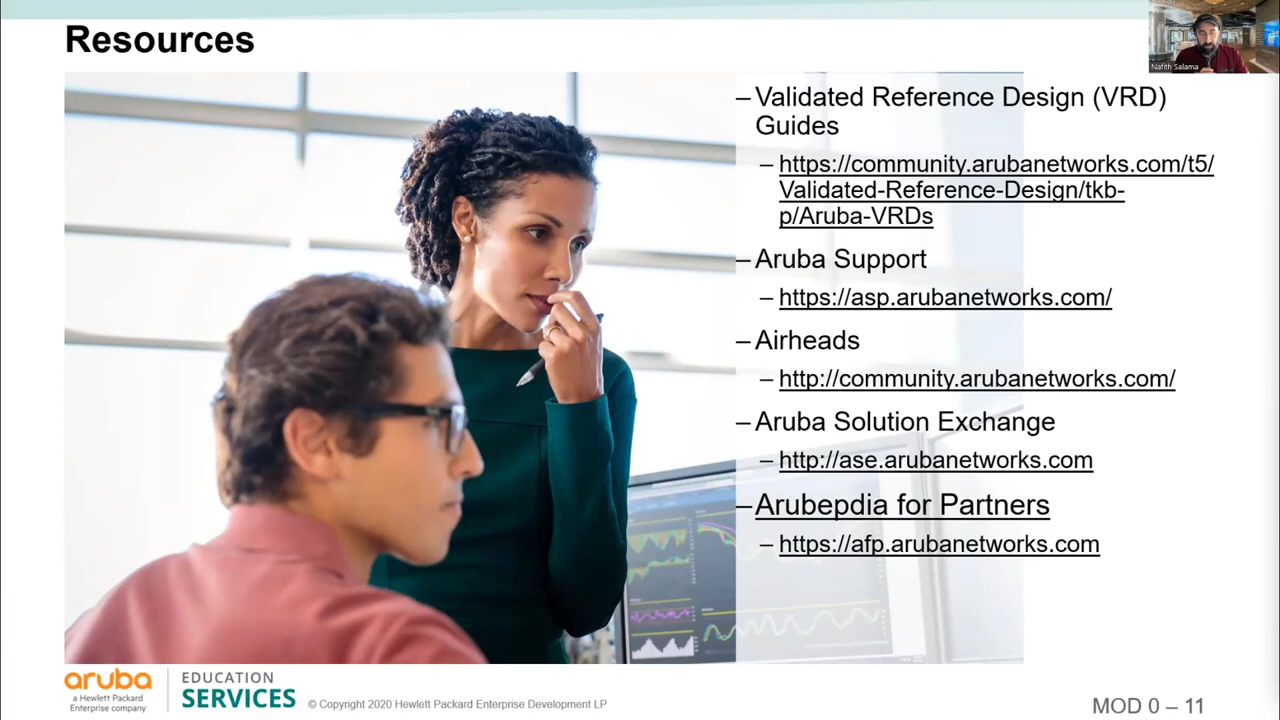 Resources
Nafith Salama
– Validated Reference Design (VRD)
Guides
– https://community.arubanetworks.com/t5/
Validated-Reference-Design/tkb-
p/Aruba-VRDs
– Aruba Support
– https://asp.arubanetworks.com/
– Airheads
– http://community.arubanetworks.com/
– Aruba Solution Exchange
– http://ase.arubanetworks.com
– Arubepdia for Partners
– https://afp.arubanetworks.com
aruba
a Hewlett Packard
Enterprise company
EDUCATION
SERVICES
© Copyright 2020 Hewlett Packard Enterprise Development LP
MOD 0 – 11